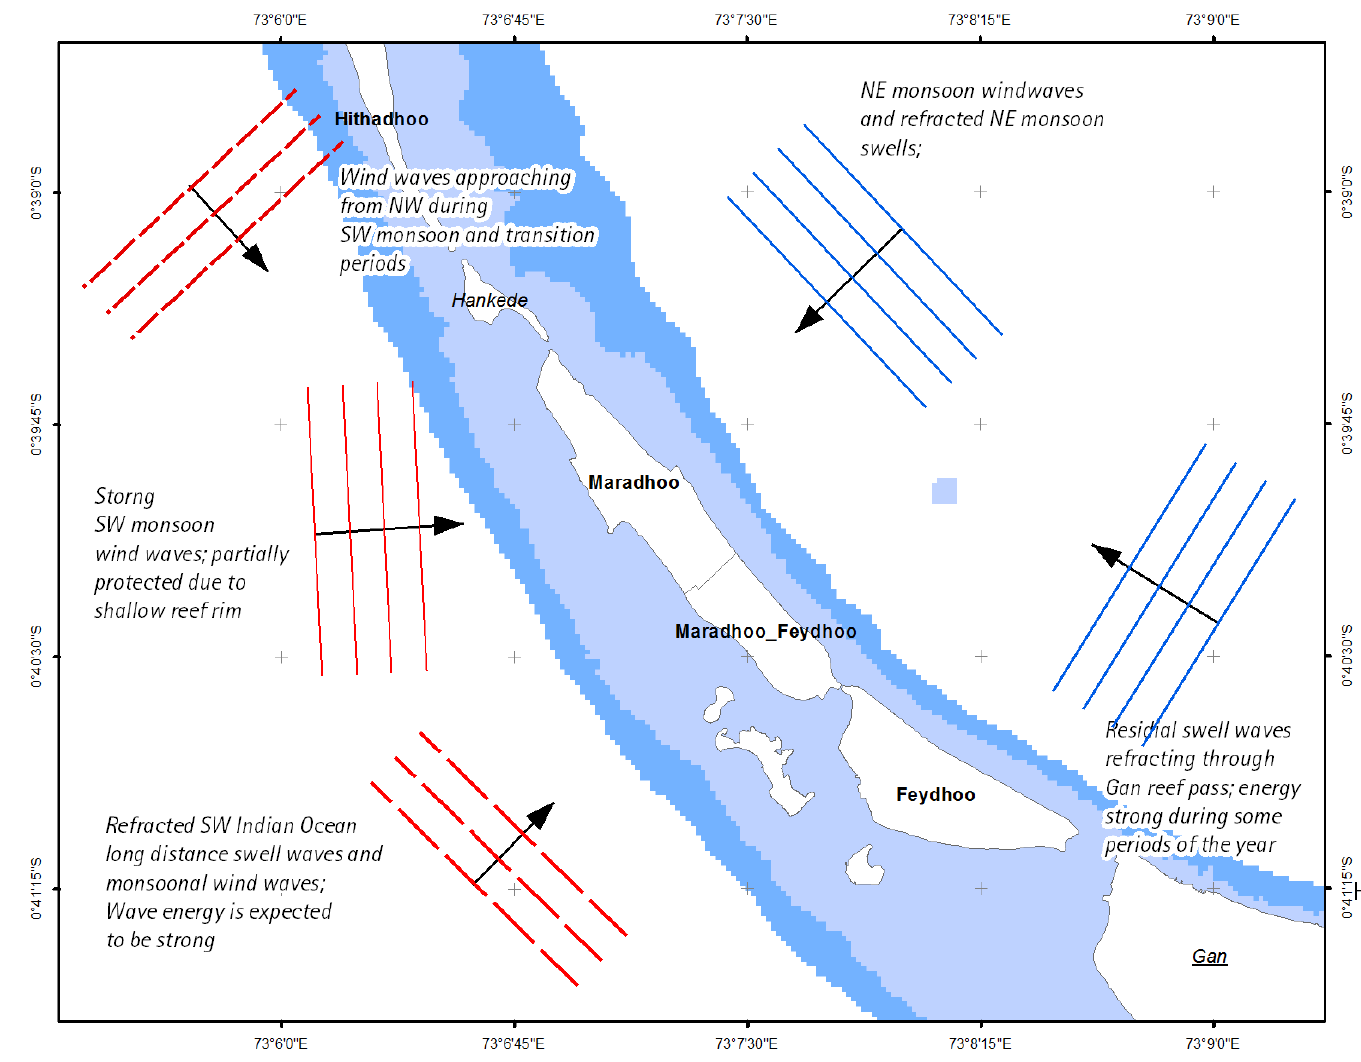 73°6'0"E
73°6'45"E
73°7'30"E
73°8'15"E
73°9'0"E
0°39'0"S
0°39'45"S
0°40'30"S
0°41'15"S
Hithadhoo
Wind waves approaching
from NW during
SW monsoon and transition
periods
NE monsoon windwaves
and refracted NE monsoon
swells;
Hankede
Maradhoo
Storng
SW monsoon
wind waves; partially
protected due to
shallow reef rim
Maradhoo_Feydhoo
Feydhoo
Residial swell waves
refracting through
Gan reef pass; energy
strong during some
periods of the year
Refracted SW Indian Ocean
long distance swell waves and
monsoonal wind waves;
Wave energy is expected
to be strong
Gan
0°39'0"S
0°39'45"S
0°40'30"S
0°41'15"S
73°6'0"E
73°6'45"E
73°7'30"E
73°8'15"E
73°9'0"E